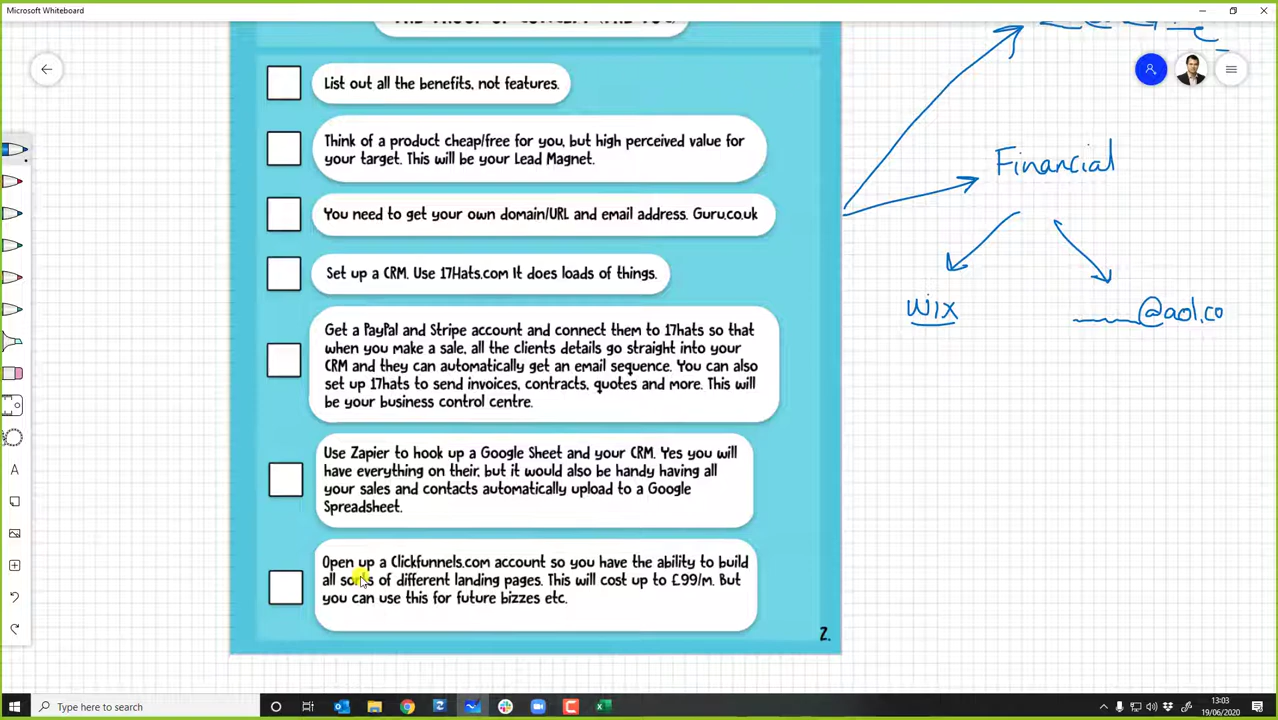 Microsoft Whiteboard
List out all the benefits, not features.
Think of a product cheap/free for you, but high perceived value for
your target. This will be your Lead Magnet.
You need to get your own domain/URL and email address. Guru.co.uk
Set up a CRM. Use 17Hats.com It does loads of things.
Get a PayPal and Stripe account and connect them to 17hats so that
when you make a sale, all the clients details go straight into your
CRM and they can automatically get an email sequence. You can also
set up 17hats to send invoices, contracts, quotes and more. This will
be your business control centre.
Use Zapier to hook up a Google Sheet and your CRM. Yes you will
have everything on their, but it would also be handy having all
your sales and contacts automatically upload to a Google
Spreadsheet.
Open up a Clickfunnels.com account so you have the ability to build
all sorts of different landing pages. This will cost up to £99/m. But
you can use this for future bizzes etc.
2.
Financial
Wix
@aol.co
Type here to search
13:03
19/06/2020